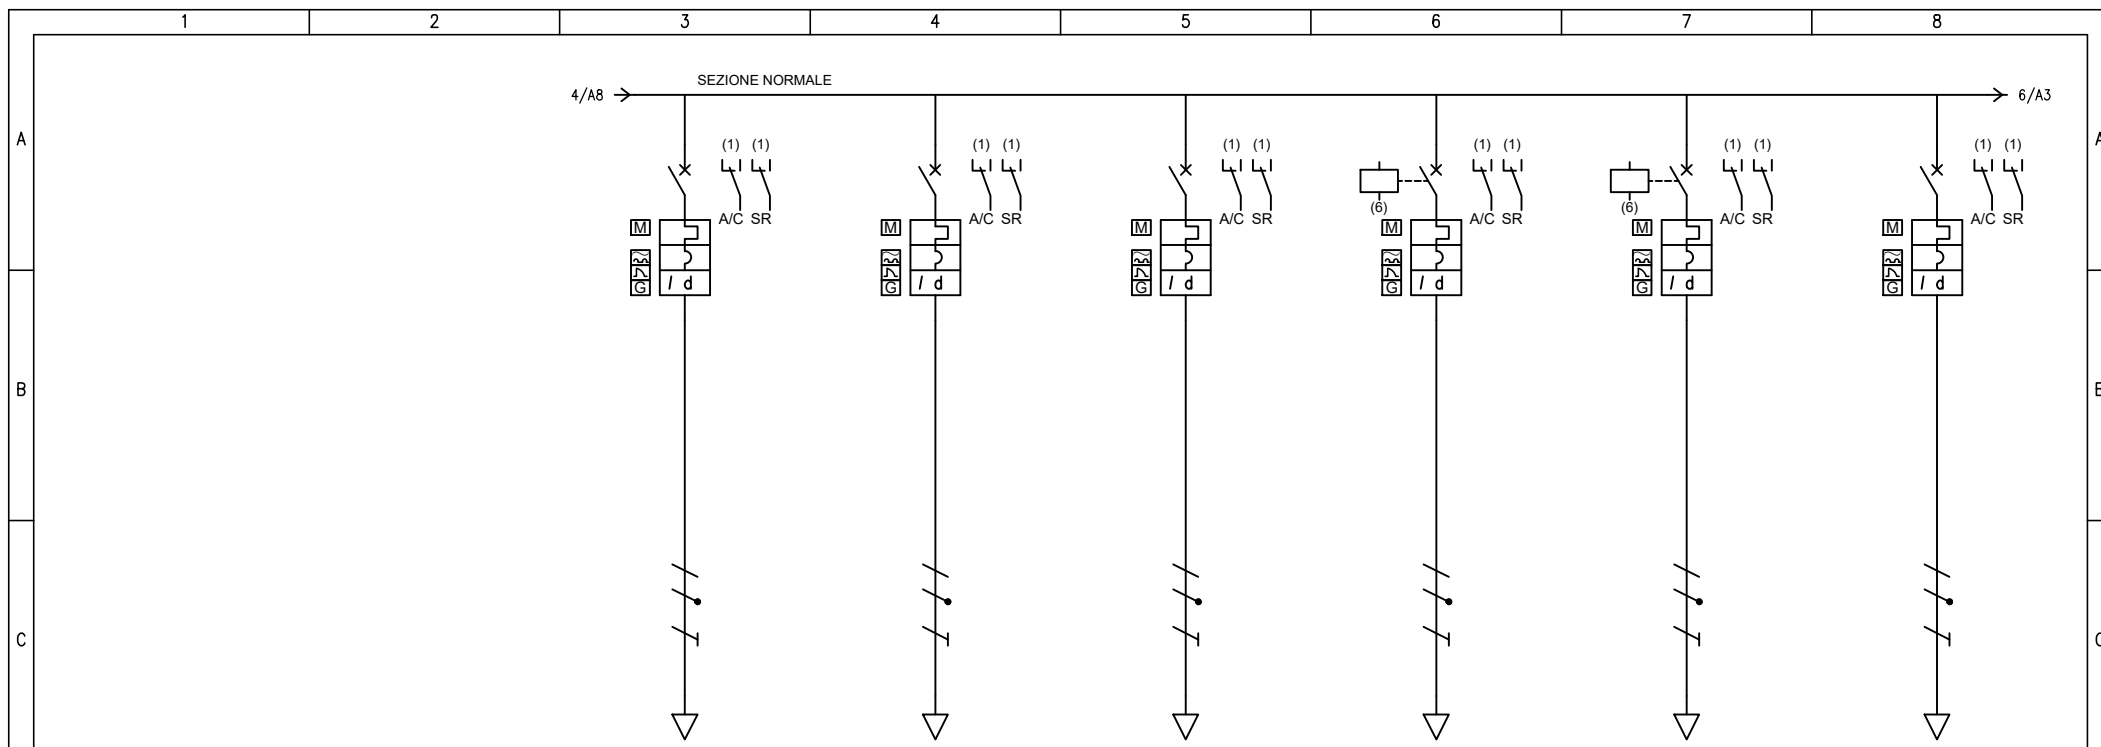 1 2 3 4 5 6 7 8
SEZIONE NORMALE
4/A8 6/A3
A A
(1) (1) (1) (1) (1) (1) (1) (1) (1) (1) (1) (1)
(6) (6)
A/C SR A/C SR A/C SR A/C SR A/C SR A/C SR
M M M M M M
G I d G I d G I d G I d G I d G I d
B B
C C